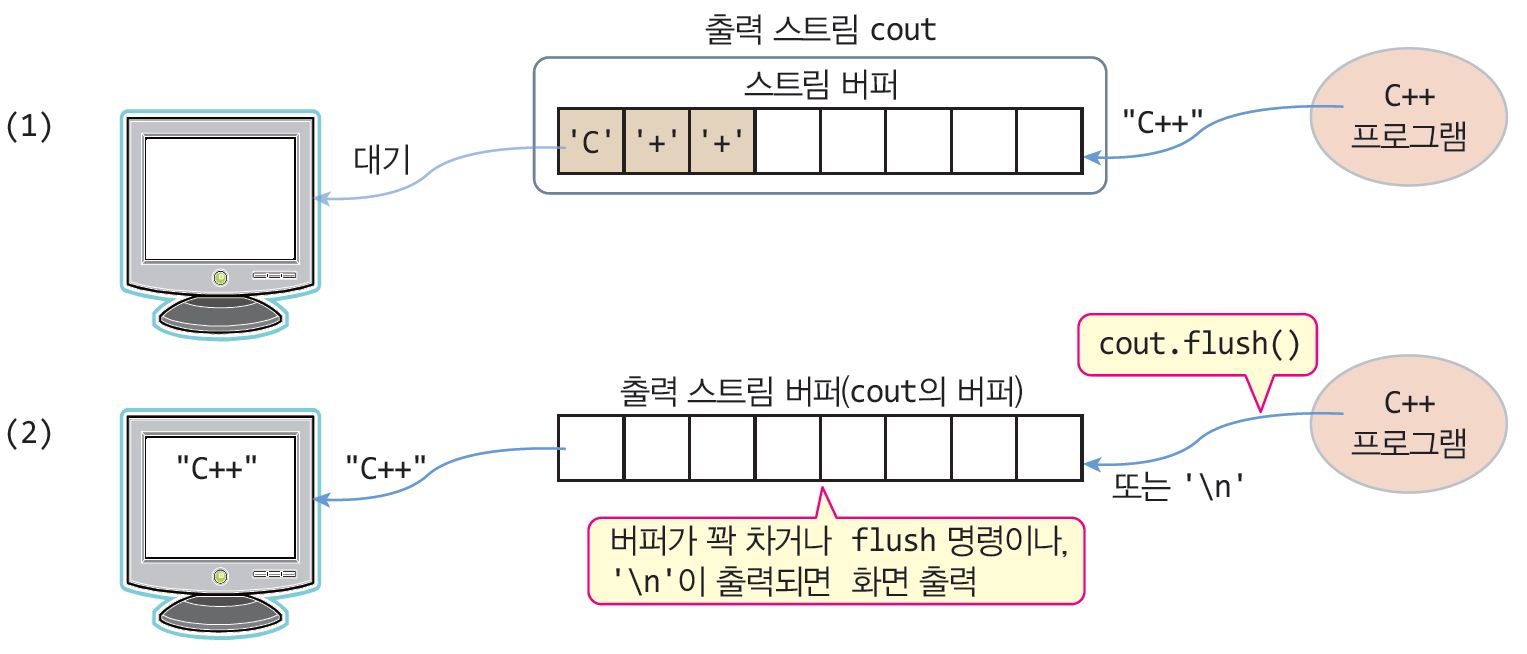 출력 스트림 cout
스트림 버퍼
(1)
대기
'C' '+' '+'
"C++"
C++
프로그램
cout.flush()
출력 스트림 버퍼(cout의 버퍼)
(2)
"C++"
"C++"
또는 '\n'
C++
프로그램
버퍼가 꽉 차거나 flush 명령이나,
'\n'이 출력되면 화면 출력